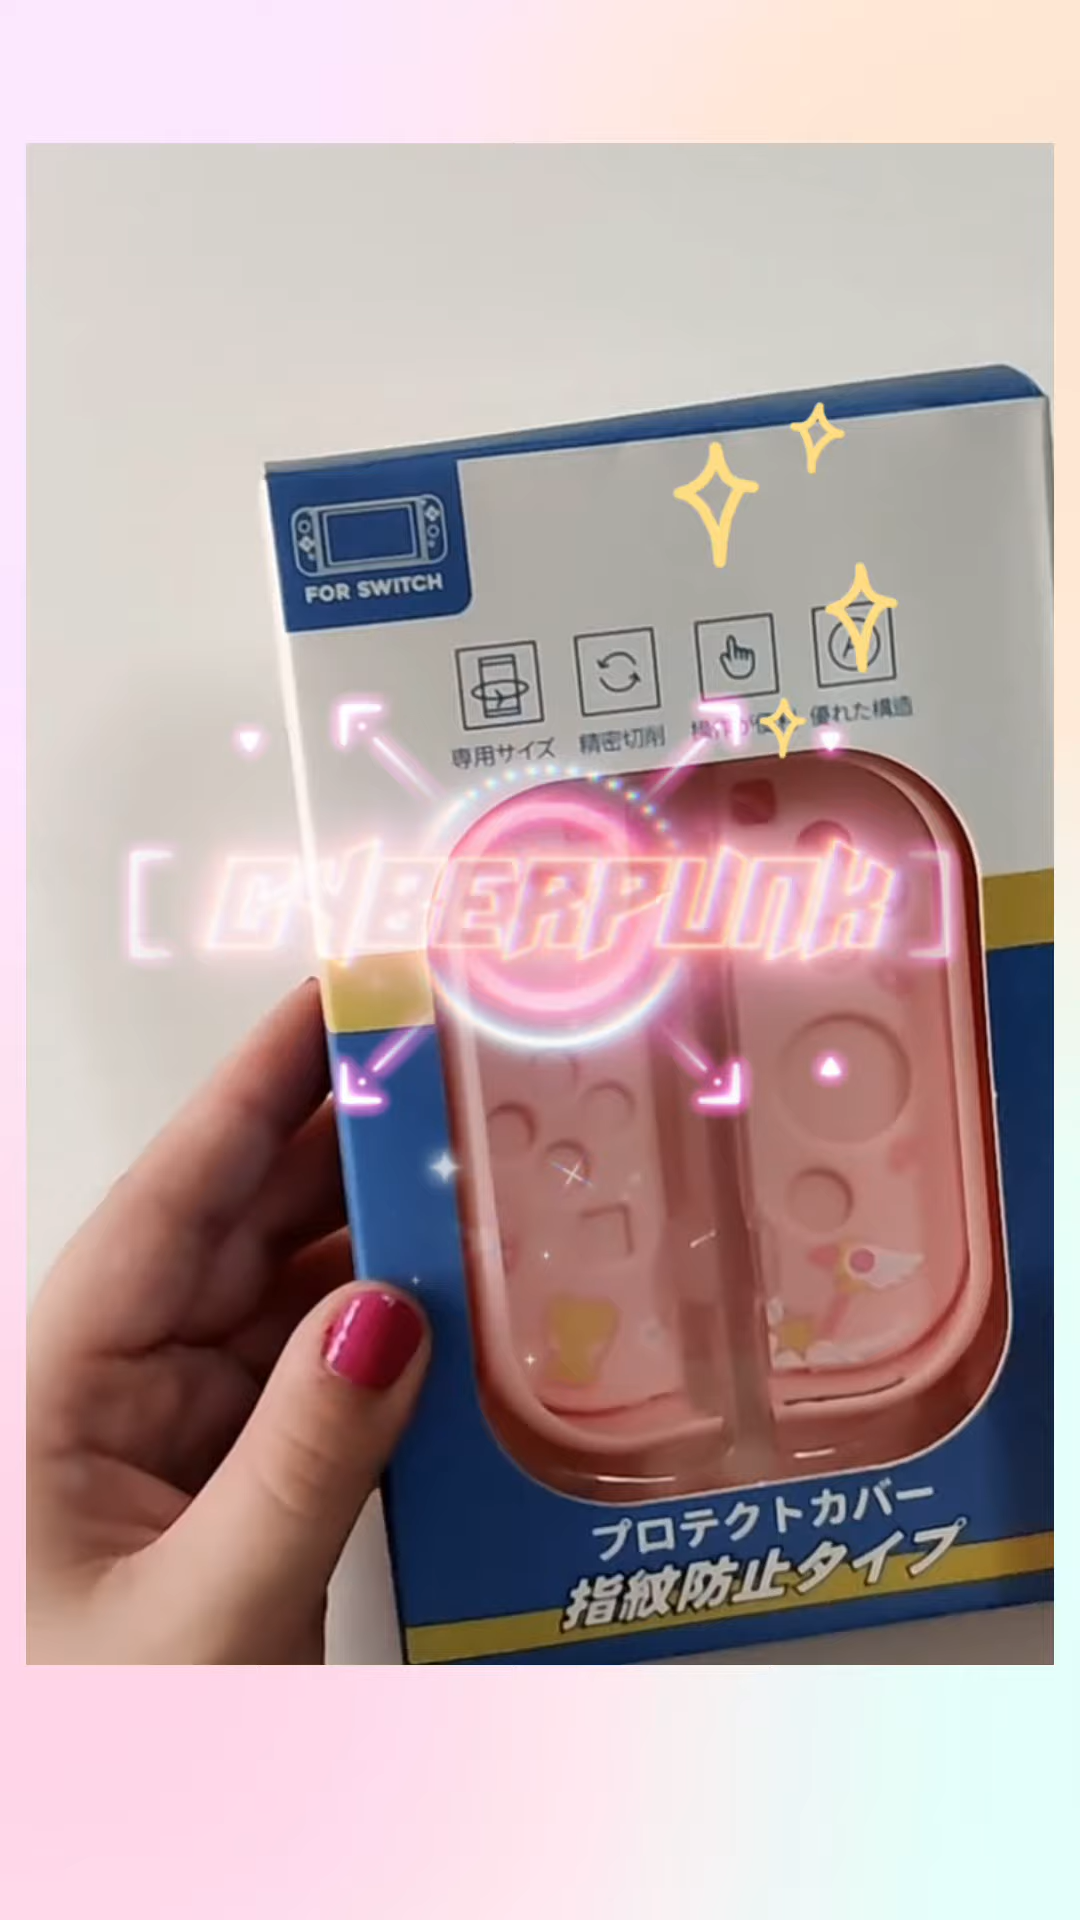 FOR SWITCH
専用サイズ
精密切削
優れた構造
[ CYBERPUNK ]
プロテクトカバー
指紋防止タイプ